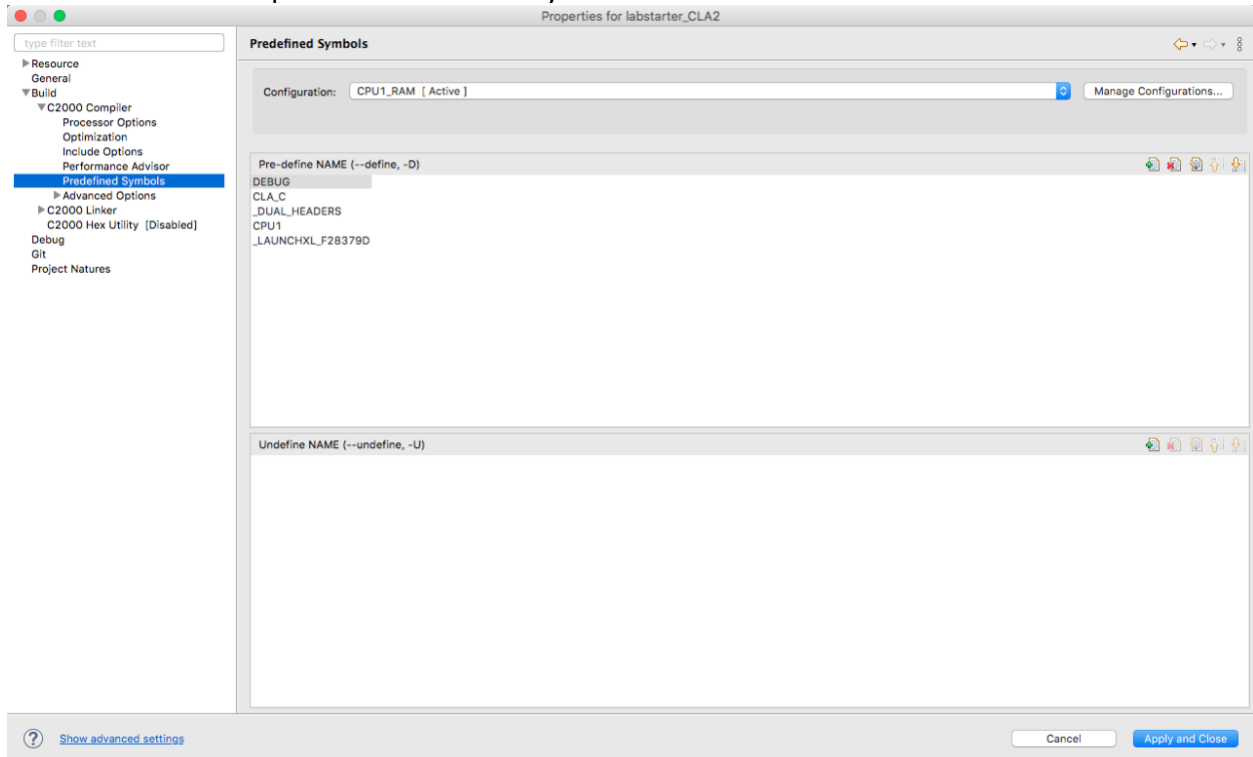 Properties for labstarter_CLA2
type filter text
Resource
General
Build
C2000 Compiler
Processor Options
Optimization
Include Options
Performance Advisor
Predefined Symbols
Advanced Options
C2000 Linker
C2000 Hex Utility [Disabled]
Debug
Git
Project Natures
Predefined Symbols
Configuration: CPU1_RAM [ Active ]
Manage Configurations...
Pre-define NAME (--define, -D)
DEBUG
CLA_C
_DUAL_HEADERS
CPU1
_LAUNCHXL_F28379D
Undefine NAME (--undefine, -U)
? Show advanced settings
Cancel
Apply and Close